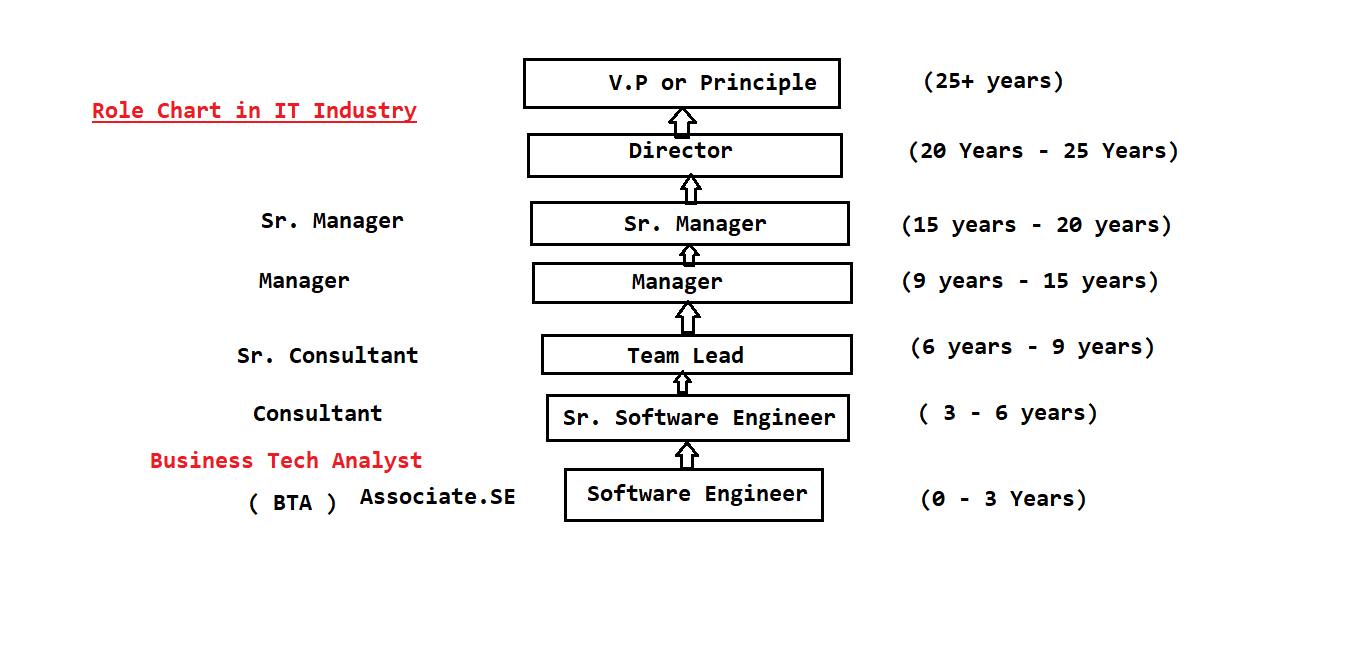 V.P or Principle (25+ years)
Role Chart in IT Industry
Director (20 Years - 25 Years)
Sr. Manager Sr. Manager (15 years - 20 years)
Manager Manager (9 years - 15 years)
Sr. Consultant Team Lead (6 years - 9 years)
Consultant Sr. Software Engineer ( 3 - 6 years)
Business Tech Analyst
( BTA ) Associate.SE Software Engineer (0 - 3 Years)